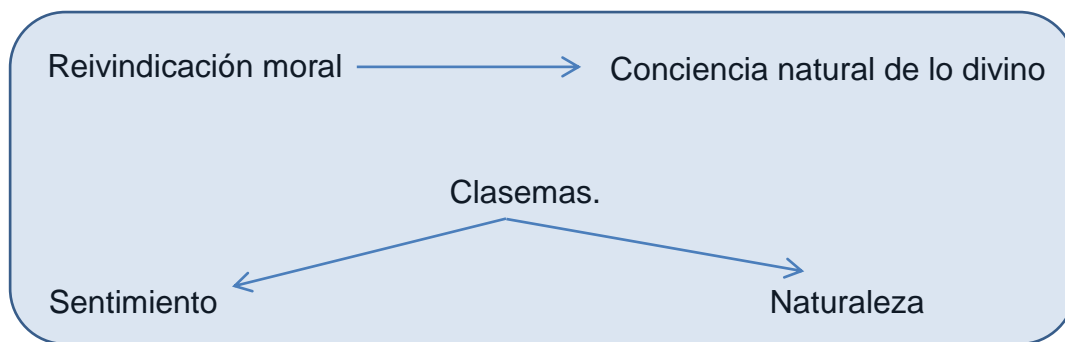 Reivindicación moral Conciencia natural de lo divino
Clasemas.
Sentimiento Naturaleza